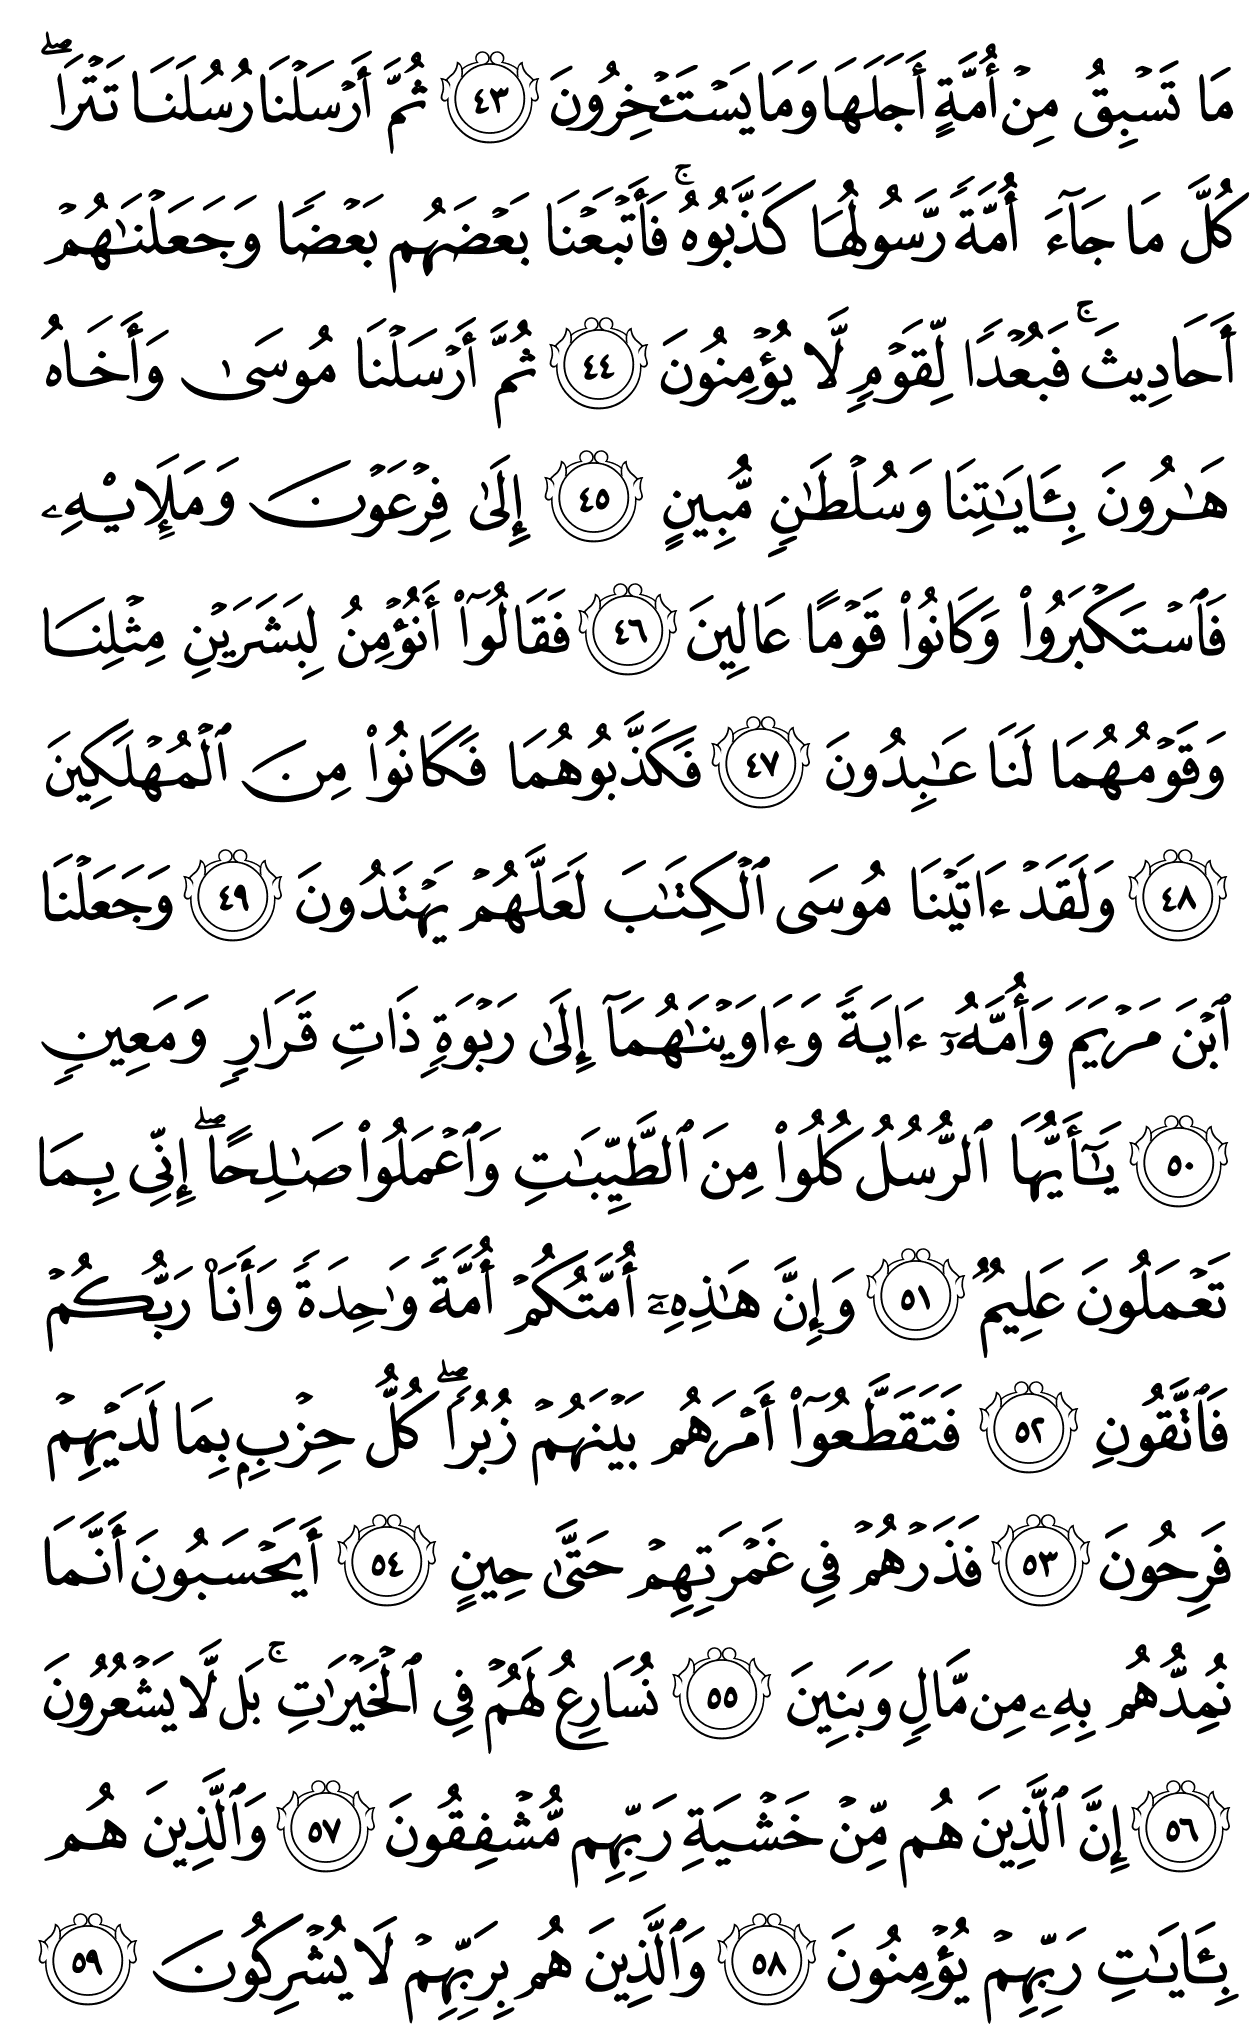 مَا تَسْبِقُ مِنْ أُمَّةٍ أَجَلَهَا وَمَا يَسْتَـْٔخِرُونَ ٤٣ ثُمَّ أَرْسَلْنَا رُسُلَنَا تَتْرَاۖ
كُلَّ مَا جَآءَ أُمَّةً رَّسُولُهَا كَذَّبُوهُۚ فَأَتْبَعْنَا بَعْضَهُم بَعْضًا وَجَعَلْنَـٰهُمْ
أَحَادِيثَۚ فَبُعْدًا لِّقَوْمٍ لَّا يُؤْمِنُونَ ٤٤ ثُمَّ أَرْسَلْنَا مُوسَىٰ وَأَخَاهُ
هَـٰرُونَ بِـَٔايَـٰتِنَا وَسُلْطَـٰنٍ مُّبِينٍ ٤٥ إِلَىٰ فِرْعَوْنَ وَمَلَإِي۟هِۦ
فَٱسْتَكْبَرُوا۟ وَكَانُوا۟ قَوْمًا عَالِينَ ٤٦ فَقَالُوٓا۟ أَنُؤْمِنُ لِبَشَرَيْنِ مِثْلِنَا
وَقَوْمُهُمَا لَنَا عَـٰبِدُونَ ٤٧ فَكَذَّبُوهُمَا فَكَانُوا۟ مِنَ ٱلْمُهْلَكِينَ
٤٨ وَلَقَدْ ءَاتَيْنَا مُوسَى ٱلْكِتَـٰبَ لَعَلَّهُمْ يَهْتَدُونَ ٤٩ وَجَعَلْنَا
ٱبْنَ مَرْيَمَ وَأُمَّهُۥٓ ءَايَةً وَءَاوَيْنَـٰهُمَآ إِلَىٰ رَبْوَةٍ ذَاتِ قَرَارٍ وَمَعِينٍ
٥٠ يَـٰٓأَيُّهَا ٱلرُّسُلُ كُلُوا۟ مِنَ ٱلطَّيِّبَـٰتِ وَٱعْمَلُوا۟ صَـٰلِحًاۖ إِنِّى بِمَا
تَعْمَلُونَ عَلِيمٌ ٥١ وَإِنَّ هَـٰذِهِۦٓ أُمَّتُكُمْ أُمَّةً وَٰحِدَةً وَأَنَا۠ رَبُّكُمْ
فَٱتَّقُونِ ٥٢ فَتَقَطَّعُوٓا۟ أَمْرَهُم بَيْنَهُمْ زُبُرًاۖ كُلُّ حِزْبٍۭ بِمَا لَدَيْهِمْ
فَرِحُونَ ٥٣ فَذَرْهُمْ فِى غَمْرَتِهِمْ حَتَّىٰ حِينٍ ٥٤ أَيَحْسَبُونَ أَنَّمَا
نُمِدُّهُم بِهِۦ مِن مَّالٍ وَبَنِينَ ٥٥ نُسَارِعُ لَهُمْ فِى ٱلْخَيْرَٰتِۚ بَل لَّا يَشْعُرُونَ
٥٦ إِنَّ ٱلَّذِينَ هُم مِّنْ خَشْيَةِ رَبِّهِم مُّشْفِقُونَ ٥٧ وَٱلَّذِينَ هُم
بِـَٔايَـٰتِ رَبِّهِمْ يُؤْمِنُونَ ٥٨ وَٱلَّذِينَ هُم بِرَبِّهِمْ لَا يُشْرِكُونَ ٥٩